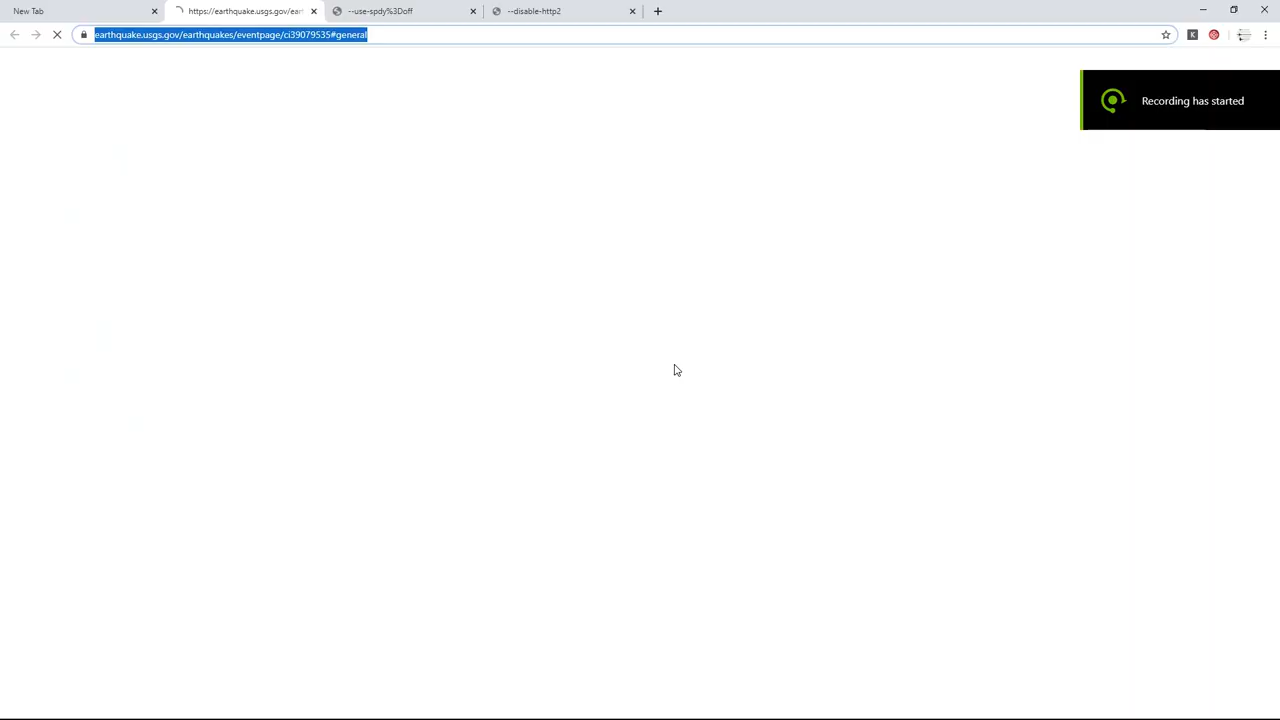 New Tab
https://earthquake.usgs.gov/ear
--use-spdy%3Doff
--disable-http2
earthquake.usgs.gov/earthquakes/eventpage/ci39079535#general
K
Recording has started